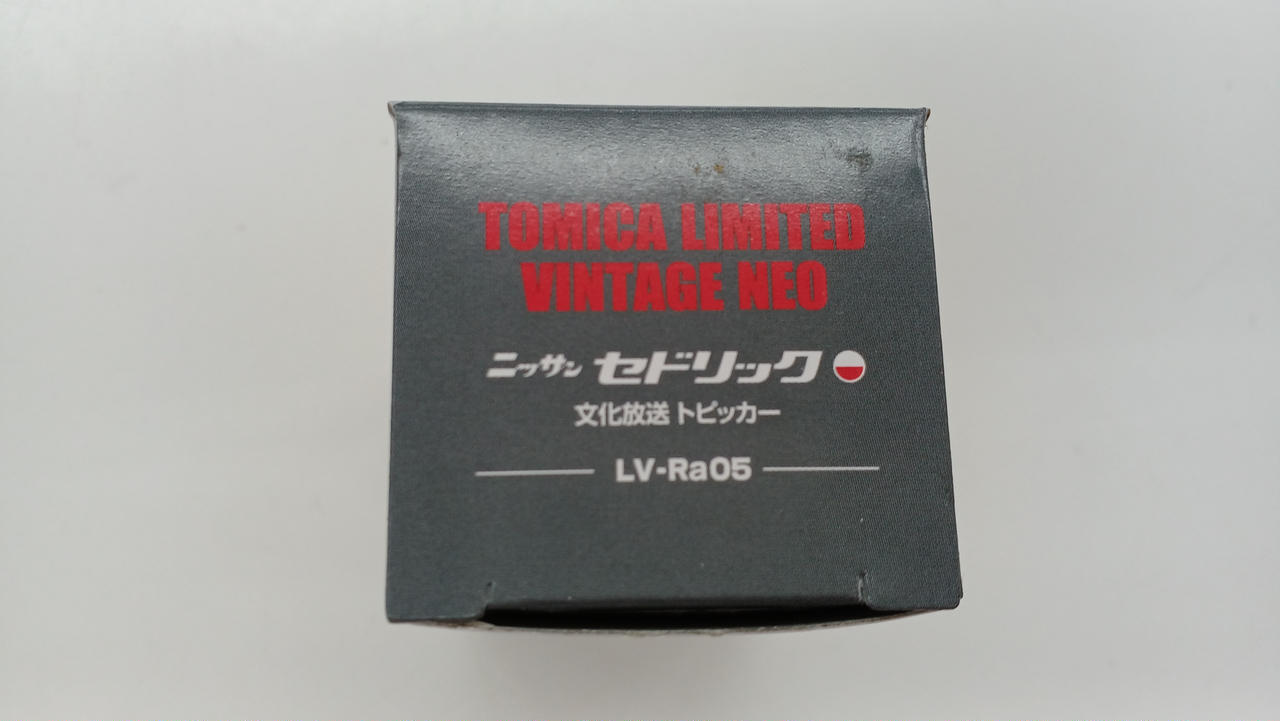 TOMICA LIMITED
VINTAGE NEO
ニッサン セドリック
文化放送 トピッカー
LV-Ra05